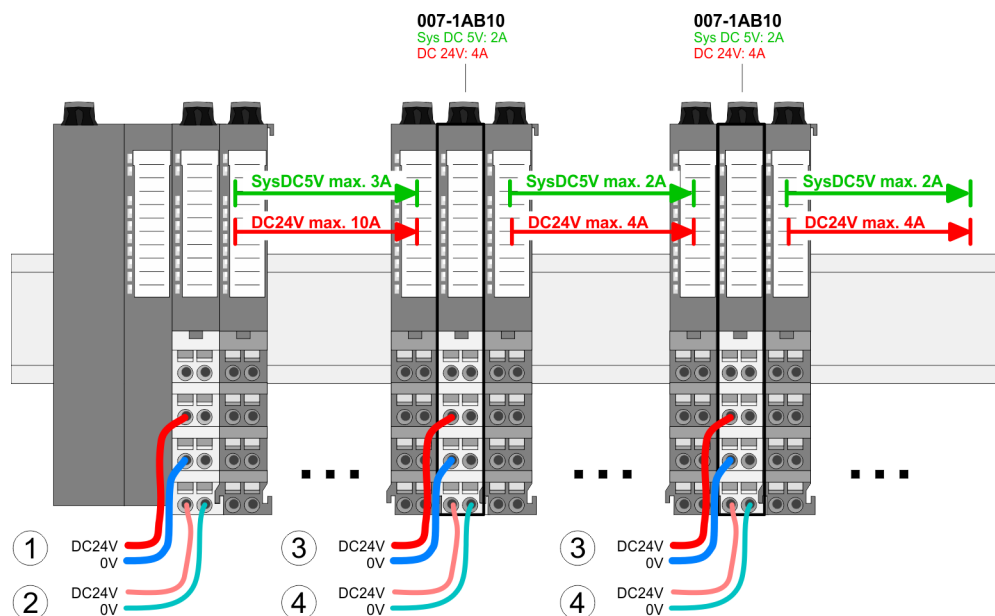 007-1AB10
Sys DC 5V: 2A
DC 24V: 4A
007-1AB10
Sys DC 5V: 2A
DC 24V: 4A
SysDC5V max. 3A
SysDC5V max. 2A
SysDC5V max. 2A
DC24V max. 10A
DC24V max. 4A
DC24V max. 4A
1
DC24V
0V
2
DC24V
0V
3
DC24V
0V
4
DC24V
0V
3
DC24V
0V
4
DC24V
0V